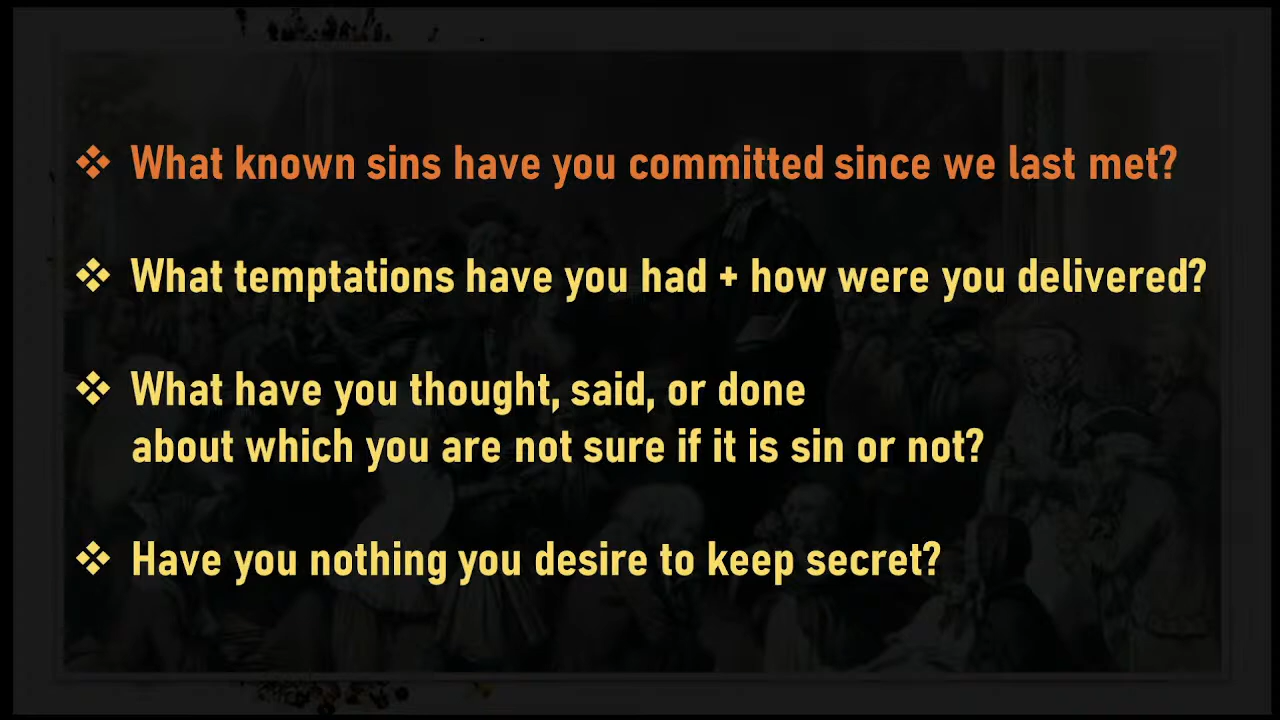 ❖ What known sins have you committed since we last met?
❖ What temptations have you had + how were you delivered?
❖ What have you thought, said, or done
about which you are not sure if it is sin or not?
❖ Have you nothing you desire to keep secret?